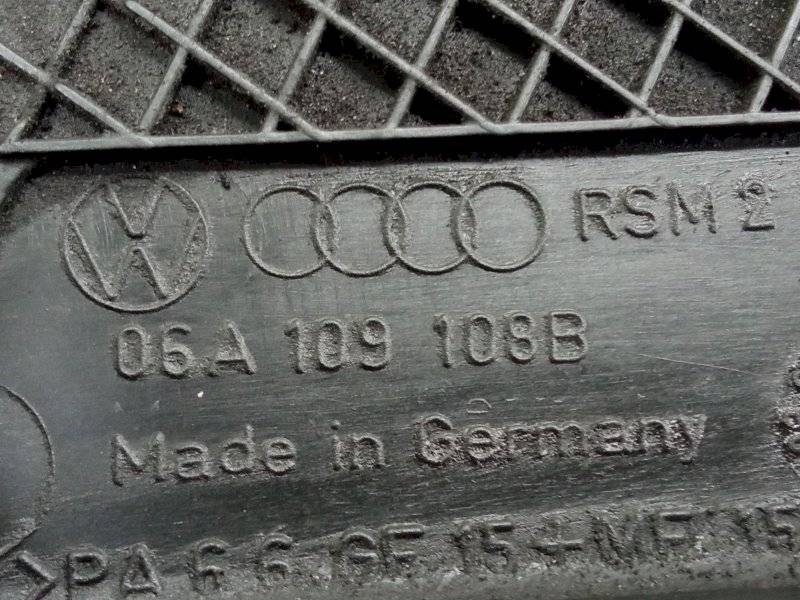 RSM 2
06A 109 108B
Made in Germany
>PA 6 6 GF 15 + MF 15